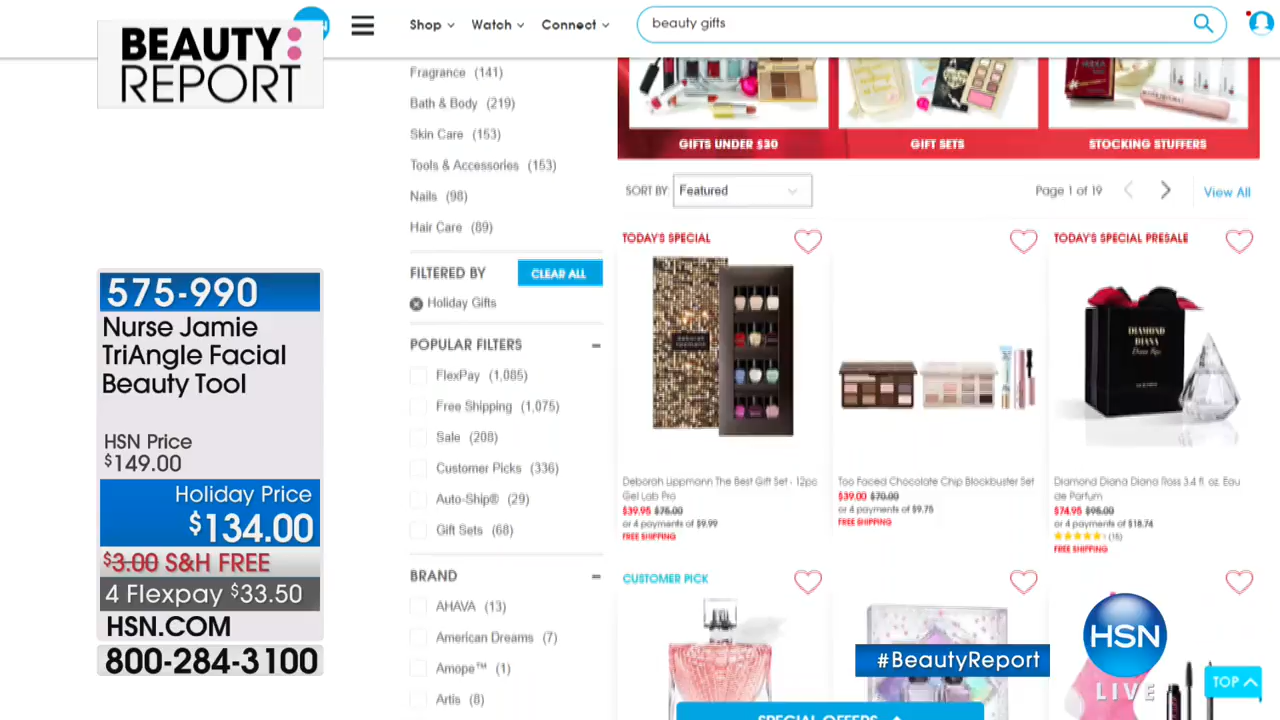 BEAUTY:
REPORT
Shop
Watch
Connect
beauty gifts
Fragrance (141)
Bath & Body (219)
Skin Care (153)
Tools & Accessories (153)
Nails (98)
Hair Care (89)
FILTERED BY
CLEAR ALL
Holiday Gifts
POPULAR FILTERS
FlexPay (1,085)
Free Shipping (1,075)
Sale (208)
Customer Picks (336)
Auto-Ship® (29)
Gift Sets (68)
BRAND
AHAVA (13)
American Dreams (7)
Amope™ (1)
Artis (8)
GIFTS UNDER $30
GIFT SETS
STOCKING STUFFERS
SORT BY:
Featured
Page 1 of 19
View All
TODAY'S SPECIAL
TODAY'S SPECIAL PRESALE
DIAMOND
DIANA
Deborah Lippmann The Best Gift Set - 12pc
Gel Lab Pro
$39.95 $75.00
or 4 payments of $9.99
FREE SHIPPING
Too Faced Chocolate Chip Blockbuster Set
$39.00 $70.00
or 4 payments of $9.75
FREE SHIPPING
Diamond Diana Diana Ross 3.4 fl. oz. Eau
de Parfum
$74.95 $95.00
or 4 payments of $18.74
(15)
FREE SHIPPING
CUSTOMER PICK
575-990
Nurse Jamie
TriAngle Facial
Beauty Tool
HSN Price
$149.00
Holiday Price
$134.00
$3.00 S&H FREE
4 Flexpay $33.50
HSN.COM
800-284-3100
#BeautyReport
HSN
LIVE
TOP
SPECIAL OFFERS